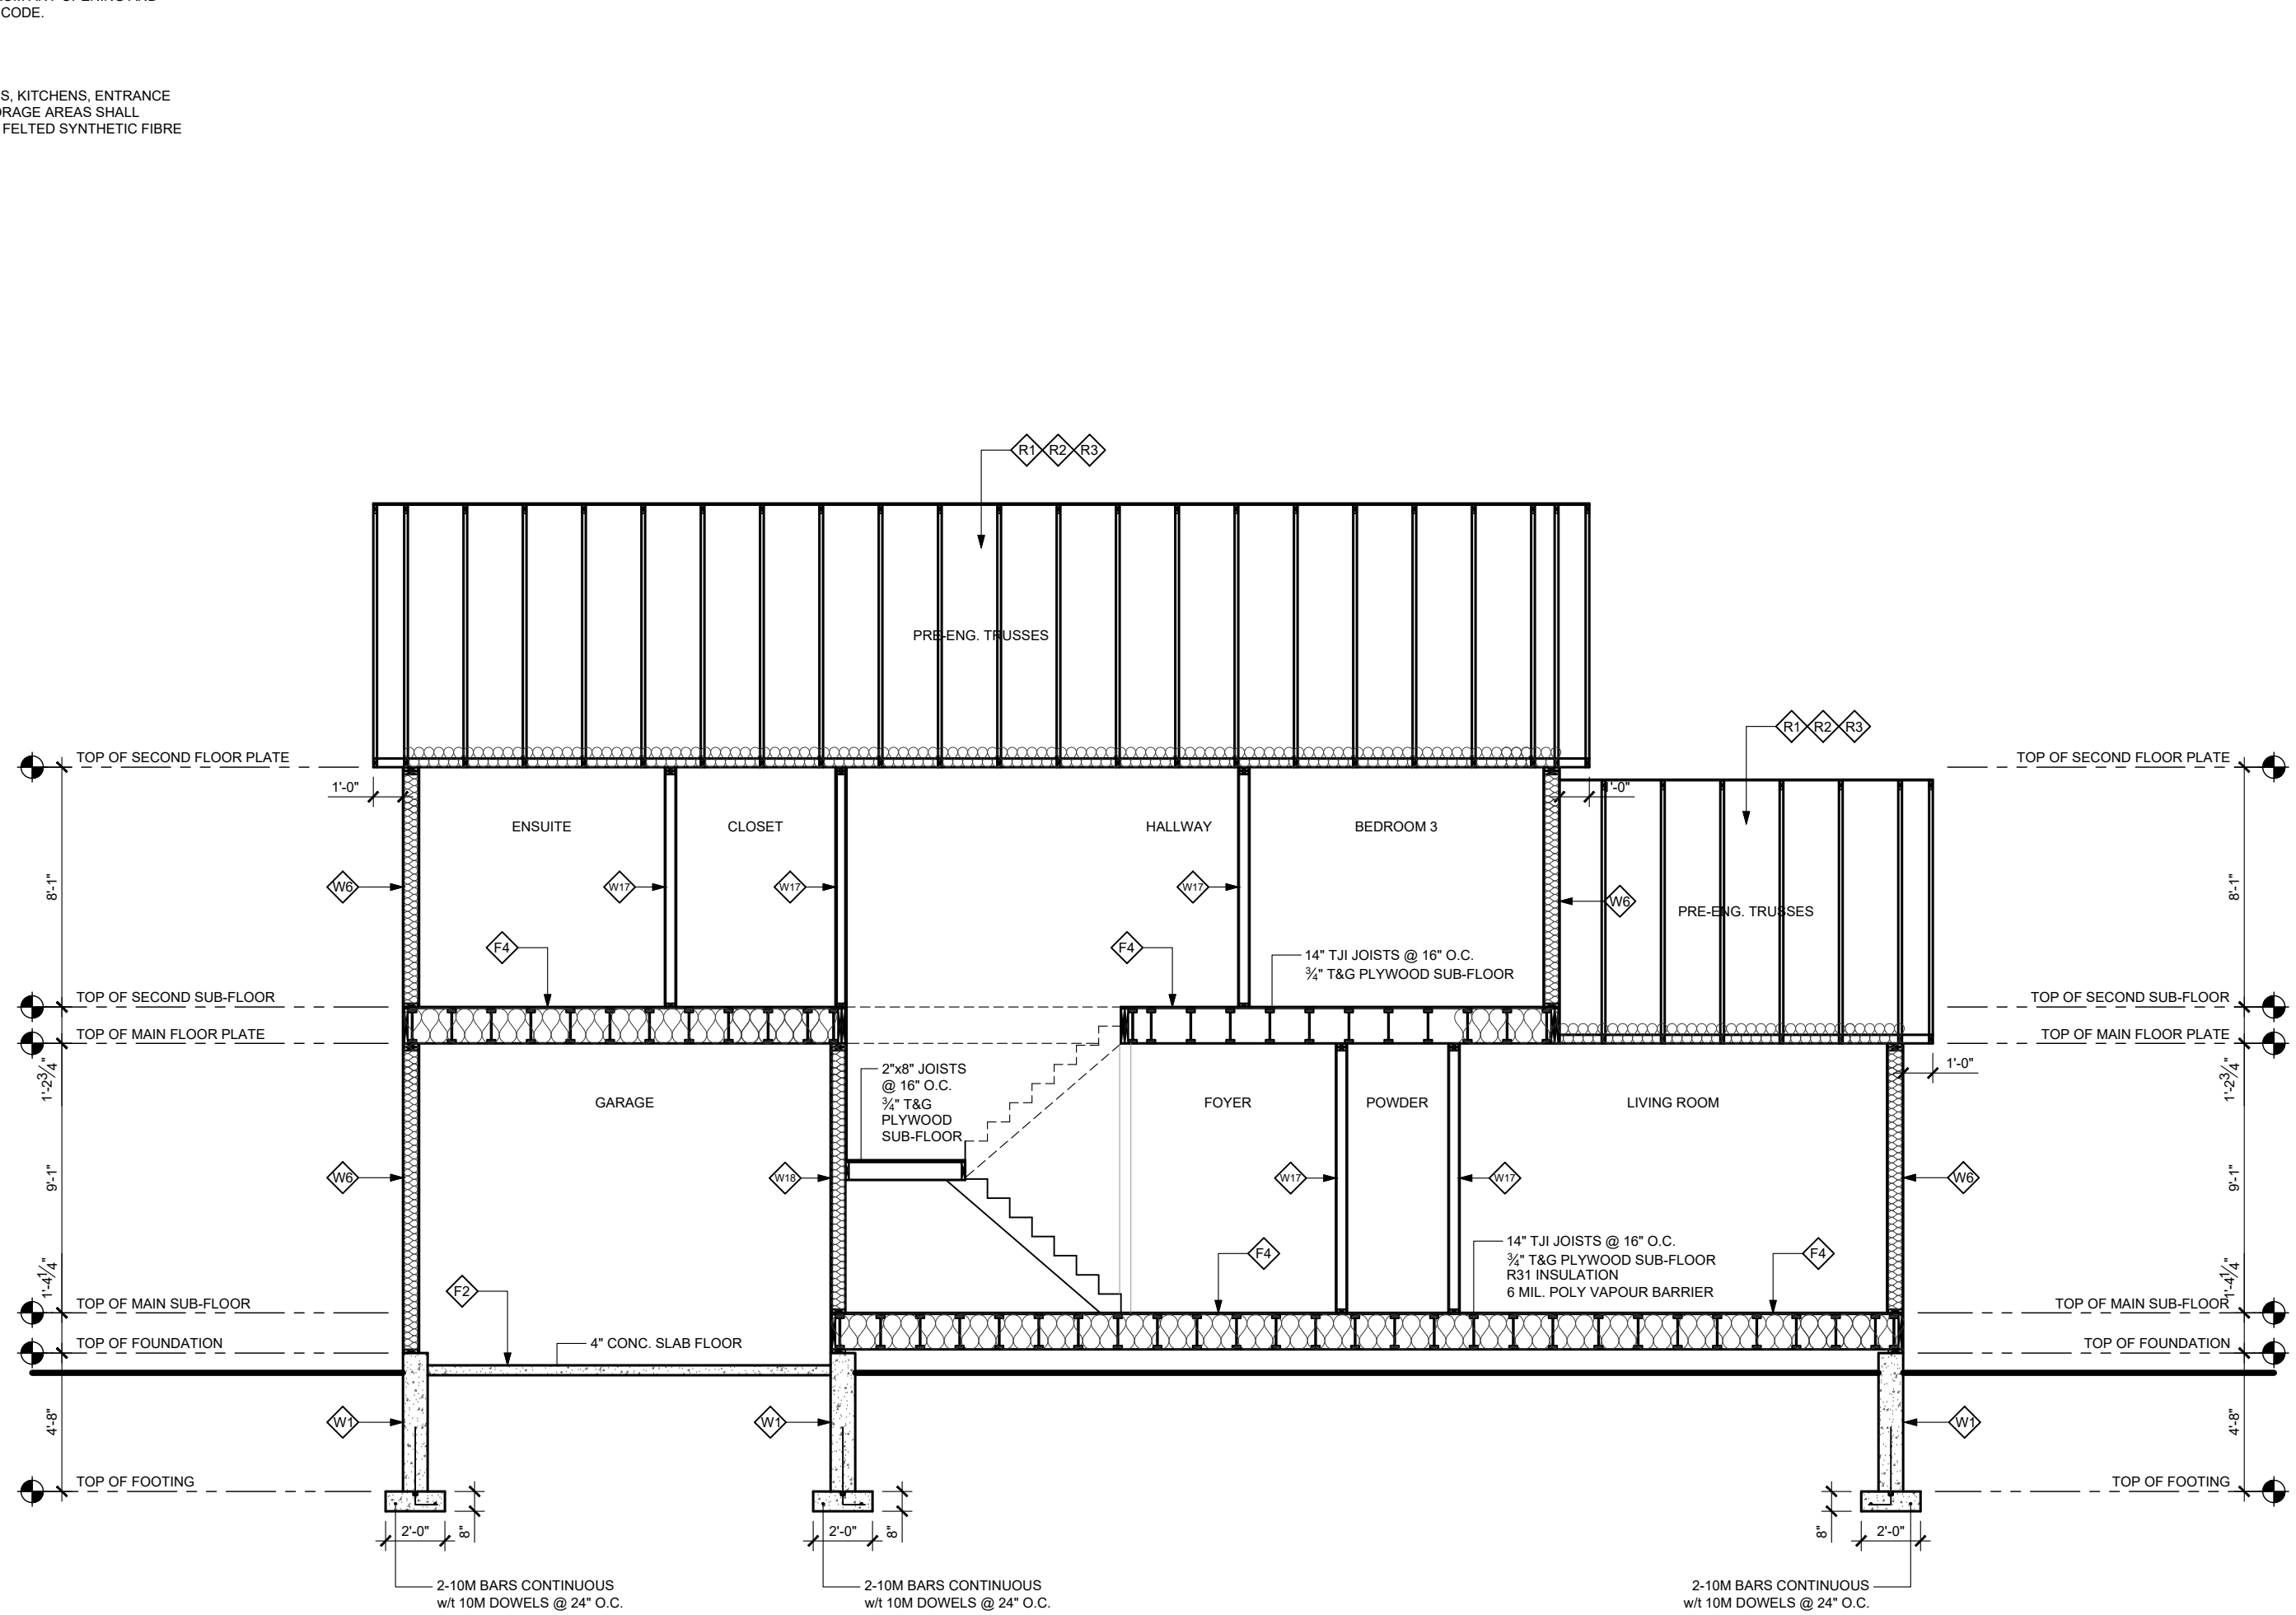 CODE.
S, KITCHENS, ENTRANCE
ORAGE AREAS SHALL
FELTED SYNTHETIC FIBRE
R1 R2 R3
PRE-ENG. TRUSSES
R1 R2 R3
TOP OF SECOND FLOOR PLATE
TOP OF SECOND FLOOR PLATE
1'-0"
1'-0"
ENSUITE
CLOSET
HALLWAY
BEDROOM 3
8'-1"
W6
W17
W17
W17
W6
PRE-ENG. TRUSSES
8'-1"
F4
F4
14" TJI JOISTS @ 16" O.C.
¾" T&G PLYWOOD SUB-FLOOR
TOP OF SECOND SUB-FLOOR
TOP OF SECOND SUB-FLOOR
TOP OF MAIN FLOOR PLATE
TOP OF MAIN FLOOR PLATE
1'-2¾"
1'-0"
1'-2¾"
2"x8" JOISTS
@ 16" O.C.
¾" T&G
PLYWOOD
SUB-FLOOR
GARAGE
FOYER
POWDER
LIVING ROOM
9'-1"
W6
W18
W17
W17
W6
9'-1"
14" TJI JOISTS @ 16" O.C.
¾" T&G PLYWOOD SUB-FLOOR
R31 INSULATION
6 MIL. POLY VAPOUR BARRIER
F4
F4
1'-4¼"
F2
1'-4¼"
TOP OF MAIN SUB-FLOOR
TOP OF MAIN SUB-FLOOR
TOP OF FOUNDATION
4" CONC. SLAB FLOOR
TOP OF FOUNDATION
4'-8"
W1
W1
W1
4'-8"
TOP OF FOOTING
TOP OF FOOTING
2'-0"
8"
2'-0"
8"
8"
2'-0"
2-10M BARS CONTINUOUS
w/t 10M DOWELS @ 24" O.C.
2-10M BARS CONTINUOUS
w/t 10M DOWELS @ 24" O.C.
2-10M BARS CONTINUOUS
w/t 10M DOWELS @ 24" O.C.